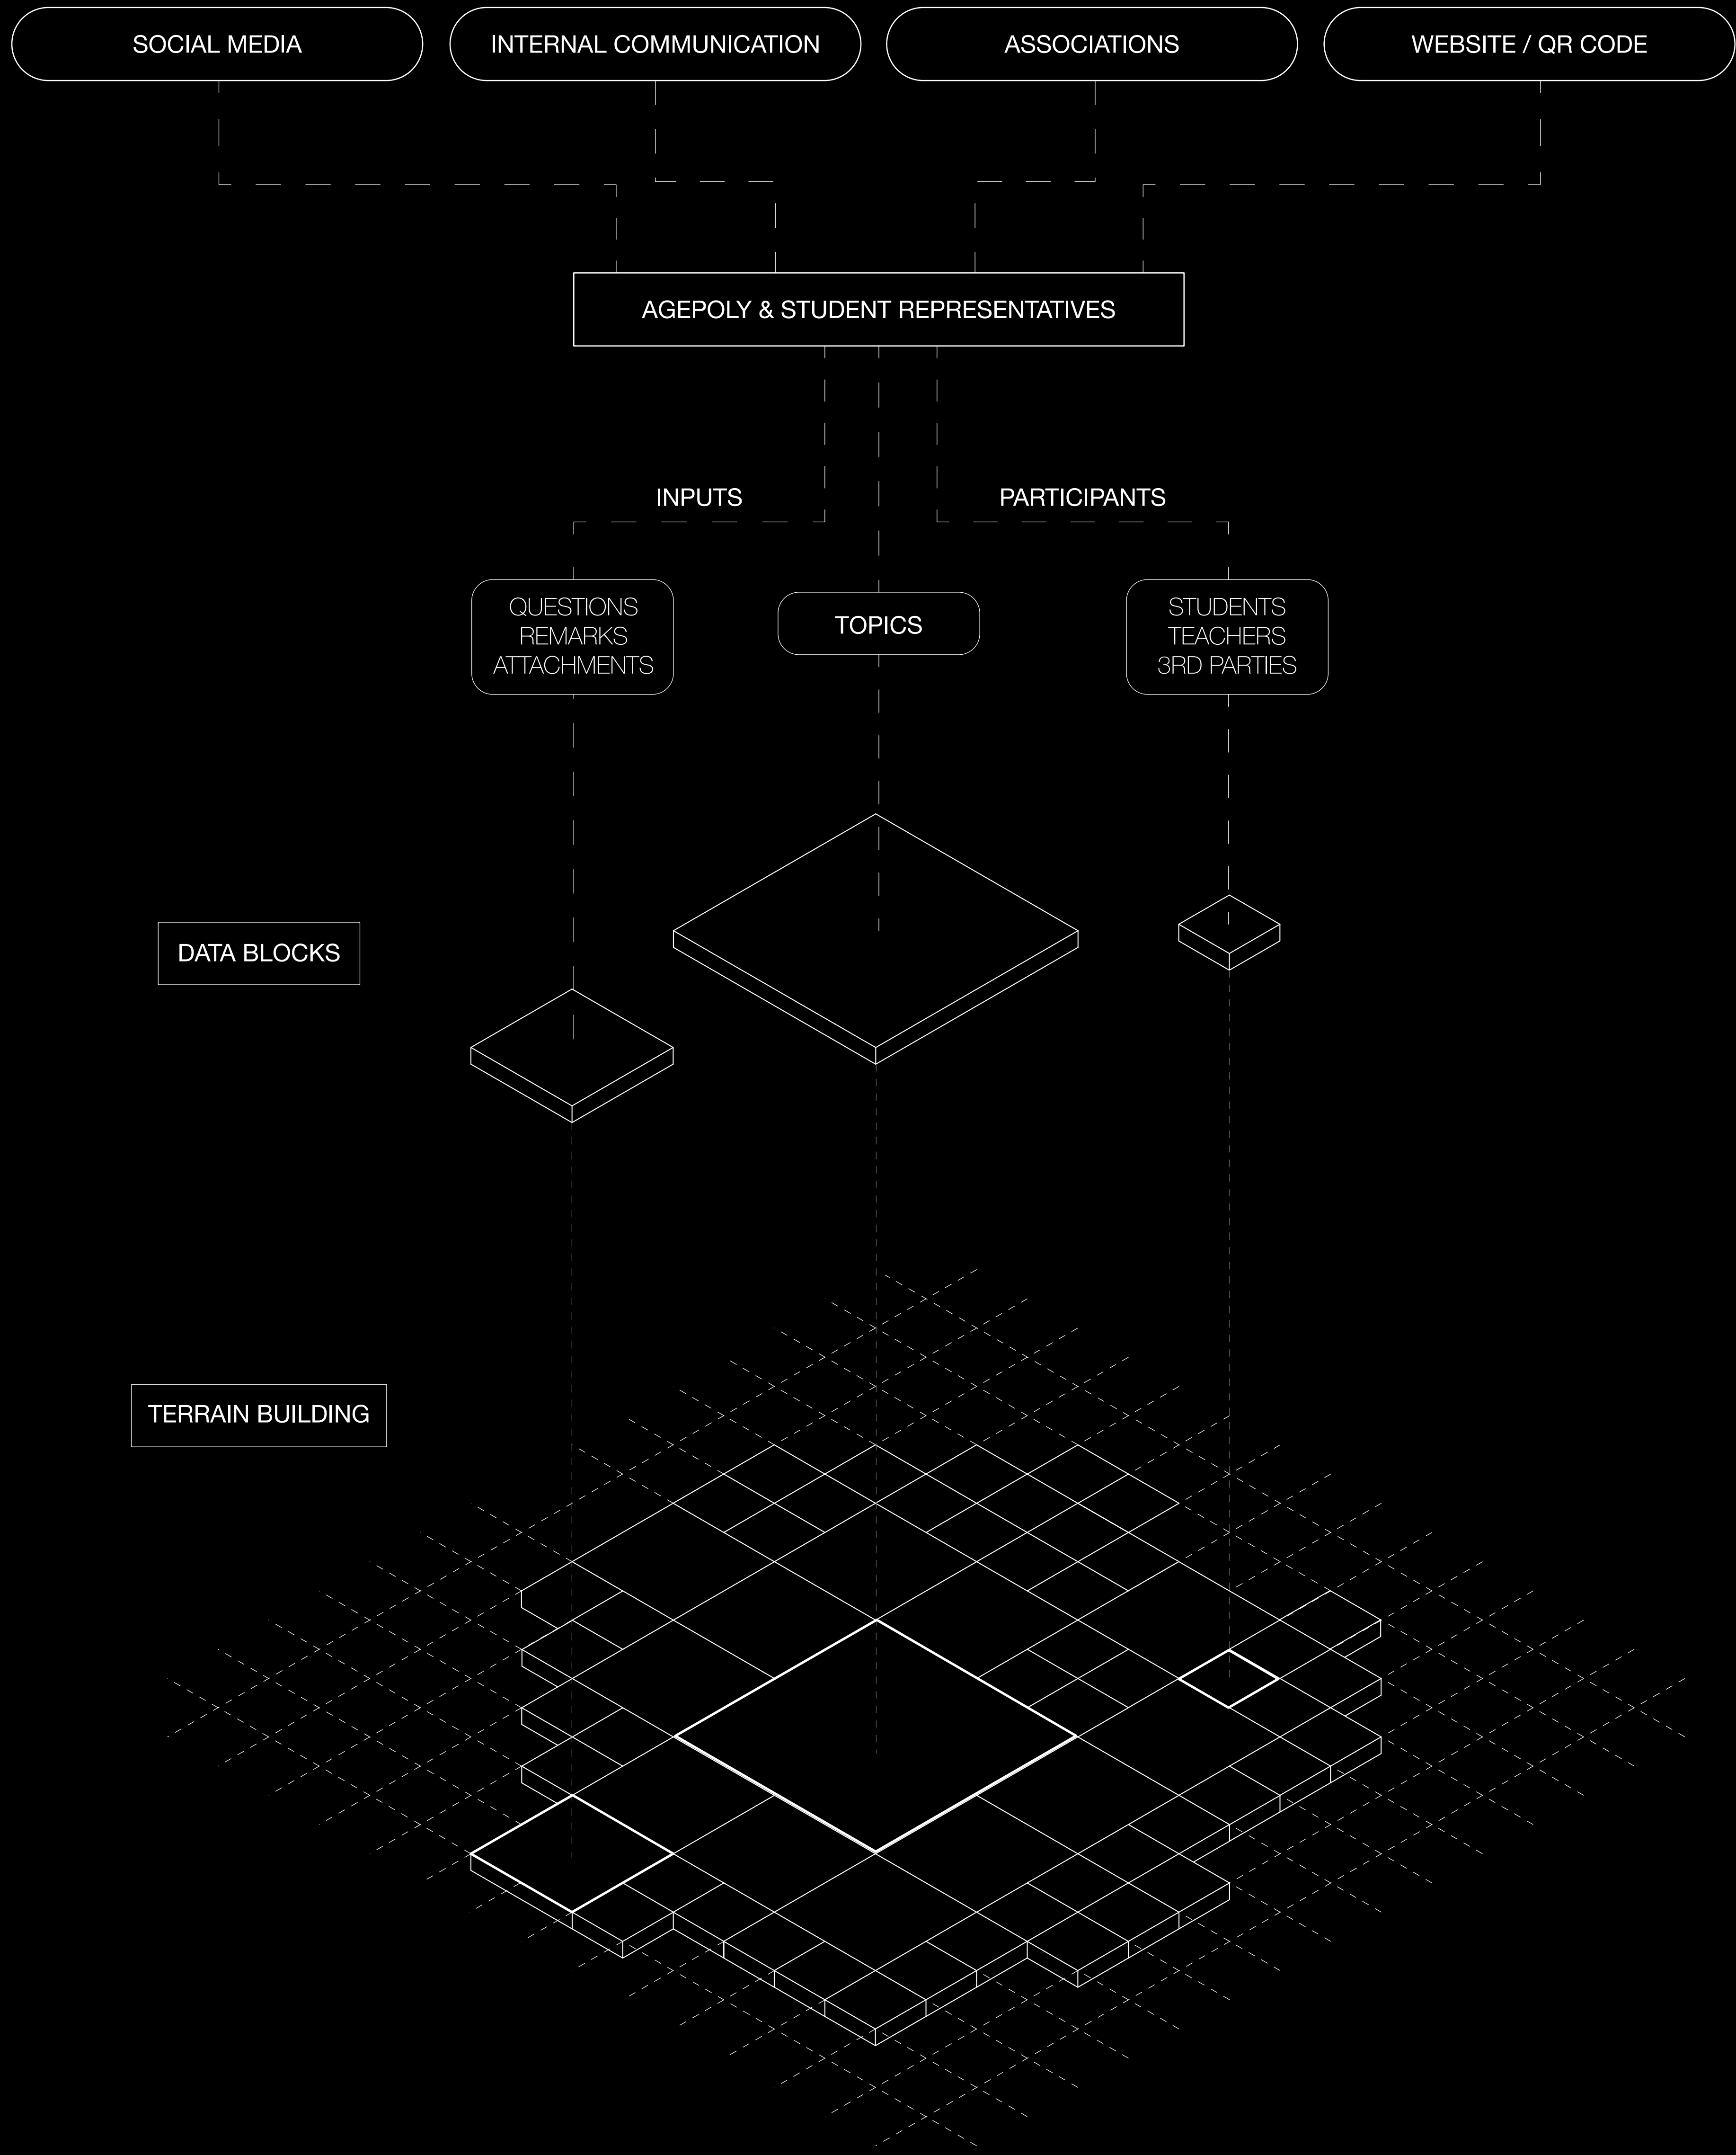 SOCIAL MEDIA
INTERNAL COMMUNICATION
ASSOCIATIONS
WEBSITE / QR CODE
AGEPOLY & STUDENT REPRESENTATIVES
INPUTS
PARTICIPANTS
QUESTIONS
REMARKS
ATTACHMENTS
TOPICS
STUDENTS
TEACHERS
3RD PARTIES
DATA BLOCKS
TERRAIN BUILDING